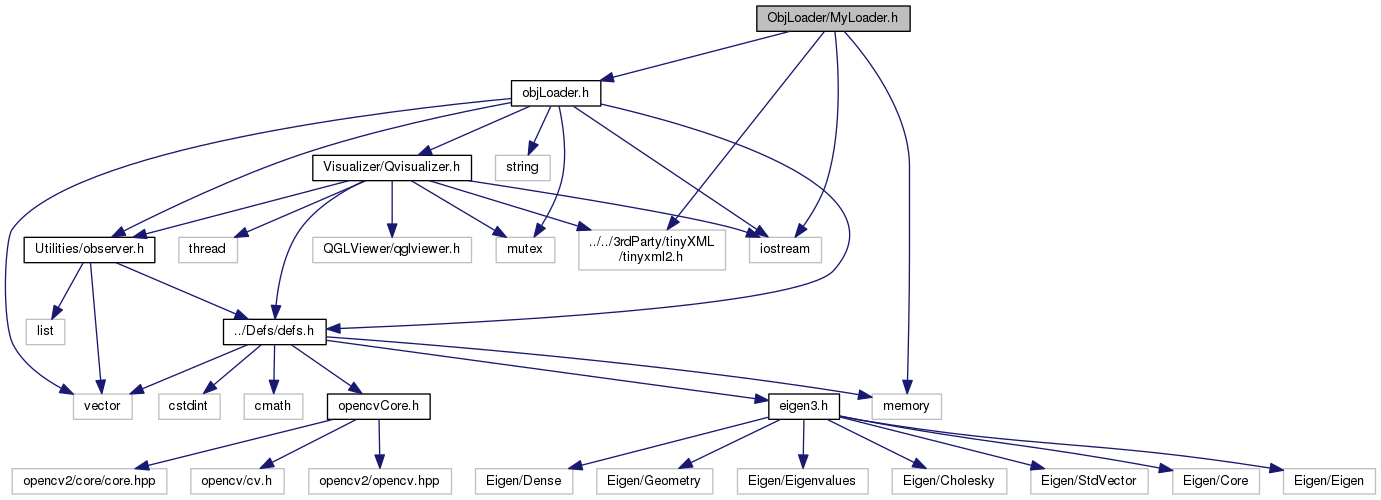 ObjLoader/MyLoader.h
objLoader.h
Visualizer/Qvisualizer.h
string
Utilities/observer.h
thread
QGLViewer/qglviewer.h
mutex
../../3rdParty/tinyXML
/tinyxml2.h
iostream
list
../Defs/defs.h
vector
cstdint
cmath
opencvCore.h
eigen3.h
memory
opencv2/core/core.hpp
opencv/cv.h
opencv2/opencv.hpp
Eigen/Dense
Eigen/Geometry
Eigen/Eigenvalues
Eigen/Cholesky
Eigen/StdVector
Eigen/Core
Eigen/Eigen